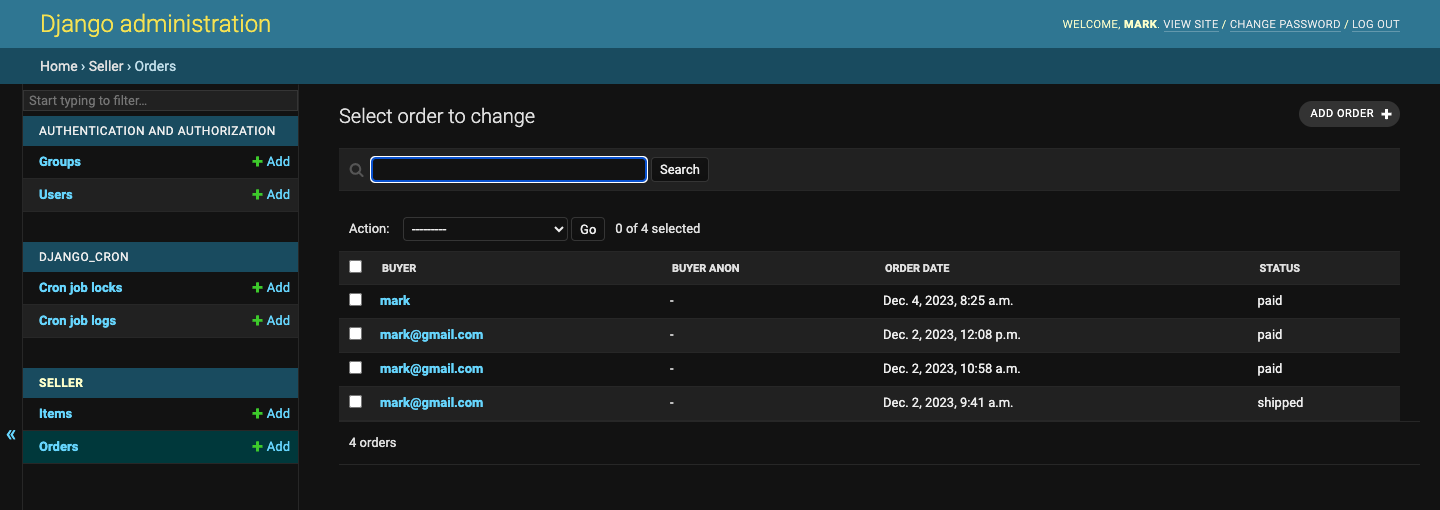 Django administration
WELCOME, MARK. VIEW SITE / CHANGE PASSWORD / LOG OUT
Home › Seller › Orders
Start typing to filter…
AUTHENTICATION AND AUTHORIZATION
Groups + Add
Users + Add
DJANGO_CRON
Cron job locks + Add
Cron job logs + Add
SELLER
Items + Add
Orders + Add
«
Select order to change
ADD ORDER +
Search
Action: --------- Go 0 of 4 selected
BUYER BUYER ANON ORDER DATE STATUS
mark - Dec. 4, 2023, 8:25 a.m. paid
mark@gmail.com - Dec. 2, 2023, 12:08 p.m. paid
mark@gmail.com - Dec. 2, 2023, 10:58 a.m. paid
mark@gmail.com - Dec. 2, 2023, 9:41 a.m. shipped
4 orders